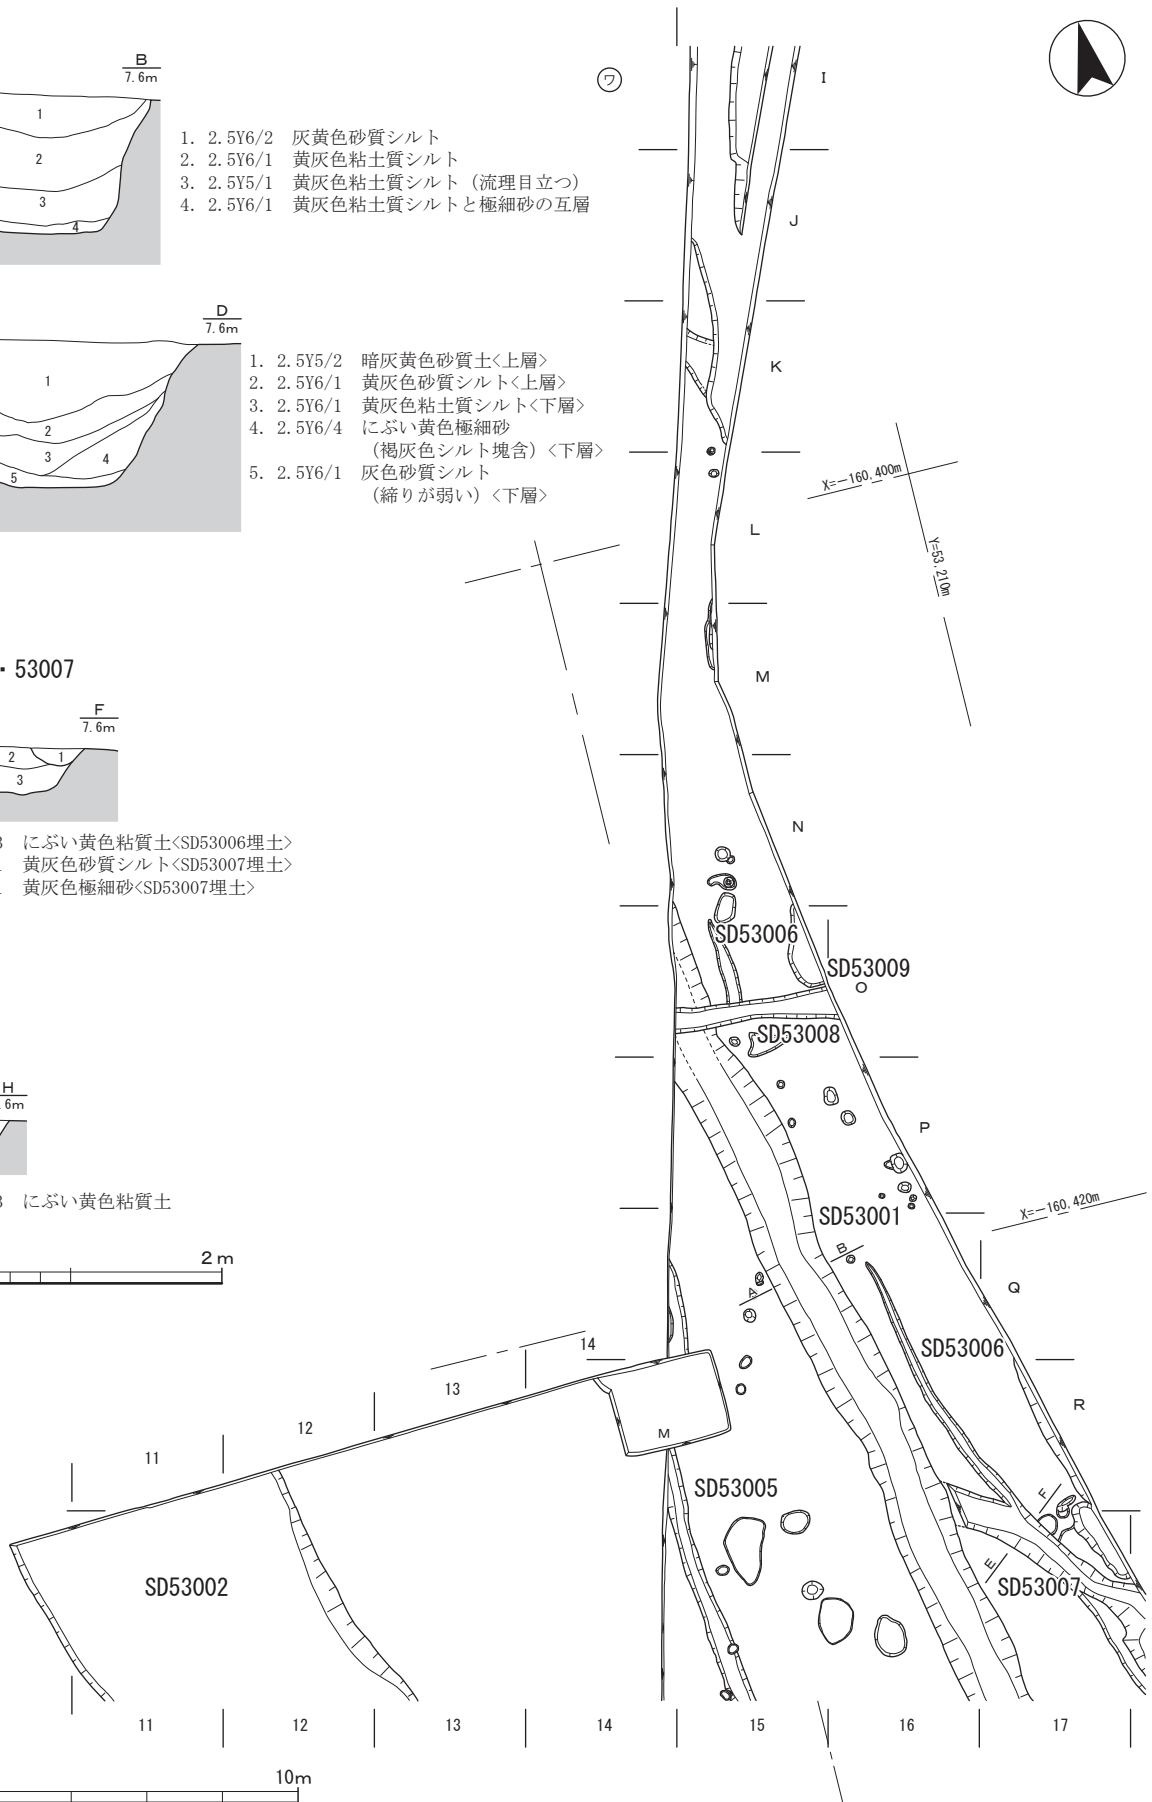 B
7.6m
1
2
3
4
1. 2.5Y6/2 灰黄色砂質シルト
2. 2.5Y6/1 黄灰色粘土質シルト
3. 2.5Y5/1 黄灰色粘土質シルト（流理目立つ）
4. 2.5Y6/1 黄灰色粘土質シルトと極細砂の互層
D
7.6m
1
2
3
4
5
1. 2.5Y5/2 暗灰黄色砂質土<上層>
2. 2.5Y6/1 黄灰色砂質シルト<上層>
3. 2.5Y6/1 黄灰色粘土質シルト<下層>
4. 2.5Y6/4 にぶい黄色極細砂
（褐灰色シルト塊含）<下層>
5. 2.5Y6/1 灰色砂質シルト
（締りが弱い）<下層>
・53007
F
7.6m
2
1
3
3 にぶい黄色粘質土<SD53006埋土>
黄灰色砂質シルト<SD53007埋土>
黄灰色極細砂<SD53007埋土>
H
.6m
3 にぶい黄色粘質土
2m
ワ
I
J
K
L
M
N
O
P
Q
R
X=-160.400m
Y=53.210m
X=-160.420m
SD53006
SD53009
SD53008
SD53001
B
A
SD53006
14
13
12
11
M
SD53005
F
E
SD53007
SD53002
11
12
13
14
15
16
17
10m